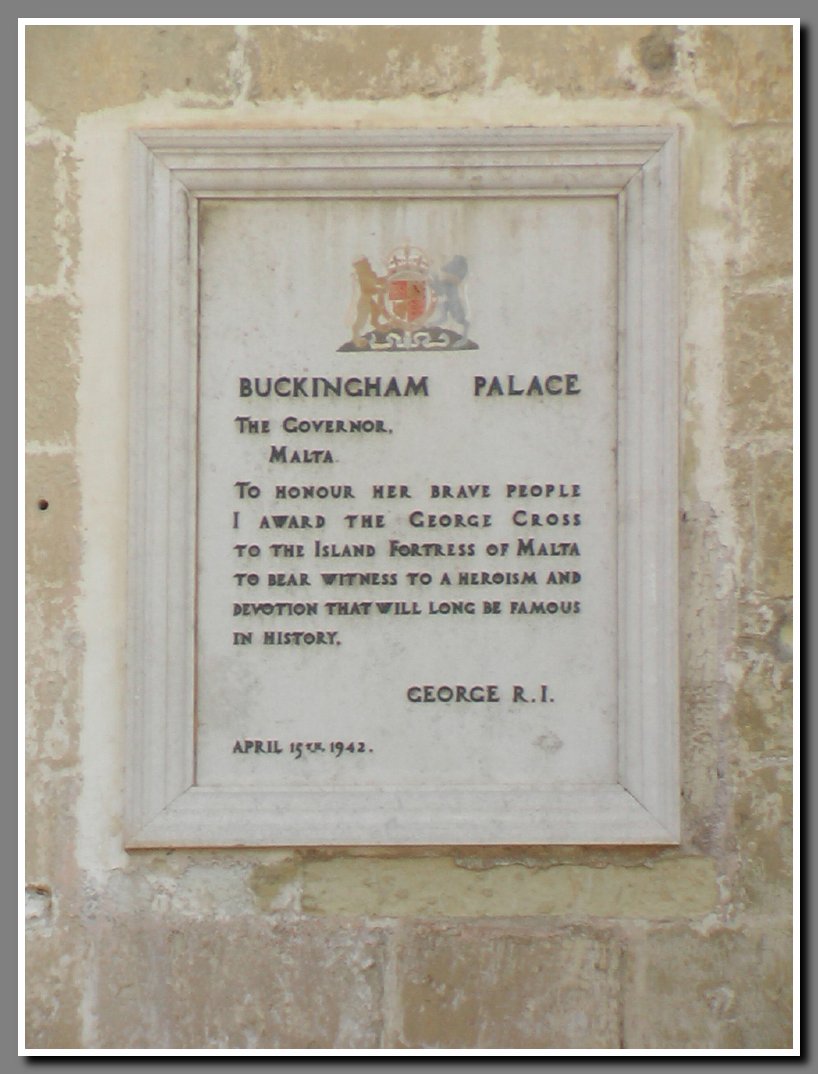 BUCKINGHAM PALACE
THE GOVERNOR,
MALTA.
TO HONOUR HER BRAVE PEOPLE
I AWARD THE GEORGE CROSS
TO THE ISLAND FORTRESS OF MALTA
TO BEAR WITNESS TO A HEROISM AND
DEVOTION THAT WILL LONG BE FAMOUS
IN HISTORY.
GEORGE R.I.
APRIL 15TH. 1942.